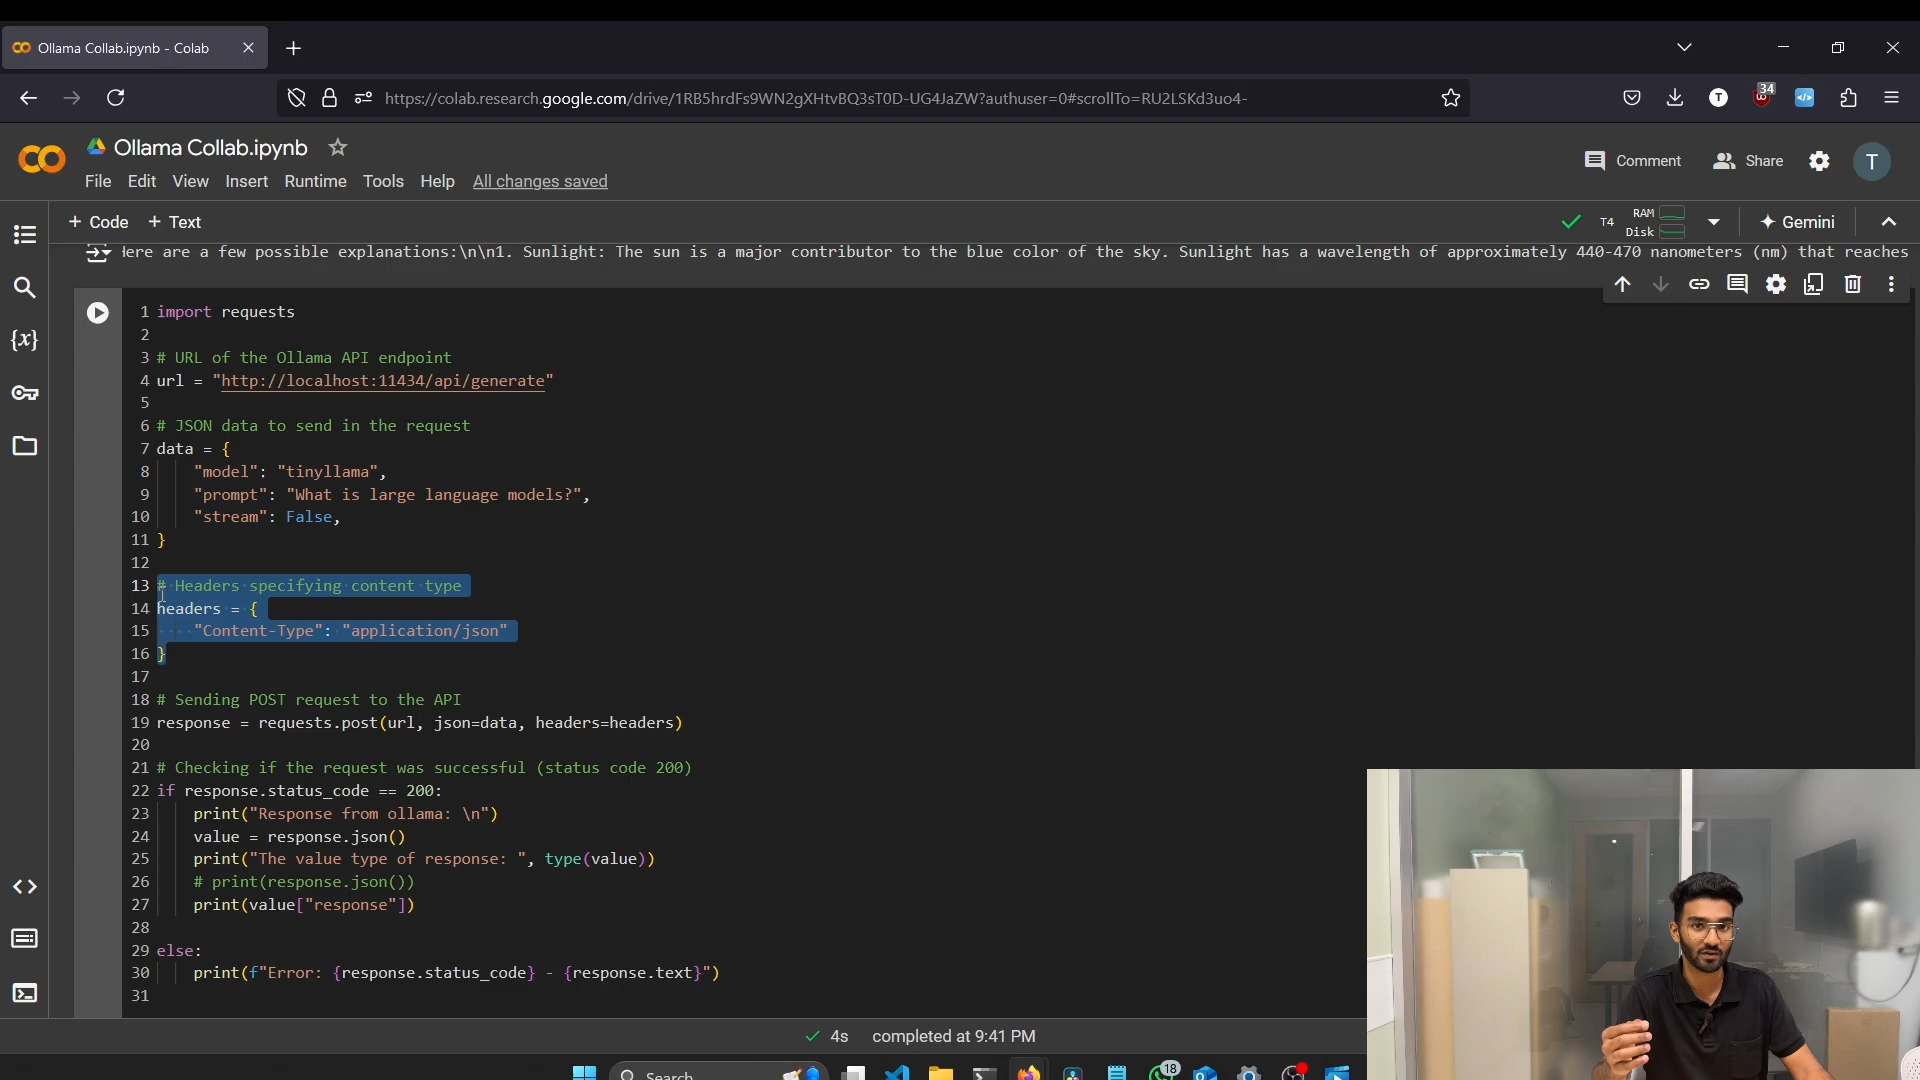 Ollama Collab.ipynb - Colab
https://colab.research.google.com/drive/1RB5hrdFs9WN2gXHtvBQ3sT0D-UG4JaZW?authuser=0#scrollTo=RU2LSKd3uo4-
34
T
Ollama Collab.ipynb
Comment
Share
T
File Edit View Insert Runtime Tools Help All changes saved
+ Code + Text
T4
RAM
Disk
Gemini
Here are a few possible explanations:\n\n1. Sunlight: The sun is a major contributor to the blue color of the sky. Sunlight has a wavelength of approximately 440-470 nanometers (nm) that reaches
{x}
1 import requests
2
3 # URL of the Ollama API endpoint
4 url = "http://localhost:11434/api/generate"
5
6 # JSON data to send in the request
7 data = {
8 "model": "tinyllama",
9 "prompt": "What is large language models?",
10 "stream": False,
11 }
12
13 # Headers specifying content type
14 headers = {
15 "Content-Type": "application/json"
16 }
17
18 # Sending POST request to the API
19 response = requests.post(url, json=data, headers=headers)
20
21 # Checking if the request was successful (status code 200)
22 if response.status_code == 200:
23 print("Response from ollama: \n")
24 value = response.json()
25 print("The value type of response: ", type(value))
26 # print(response.json())
27 print(value["response"])
28
29 else:
30 print(f"Error: {response.status_code} - {response.text}")
31
4s completed at 9:41 PM
Search
18